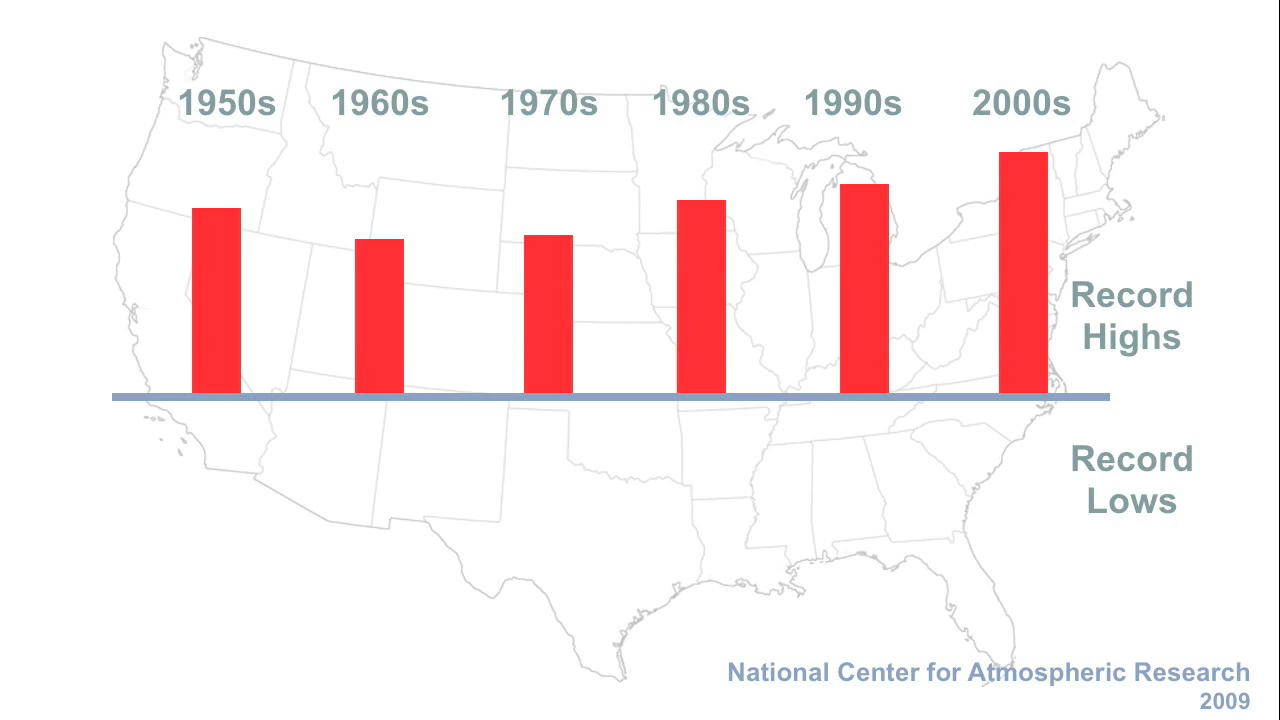 1950s 1960s 1970s 1980s 1990s 2000s
Record
Highs
Record
Lows
National Center for Atmospheric Research
2009